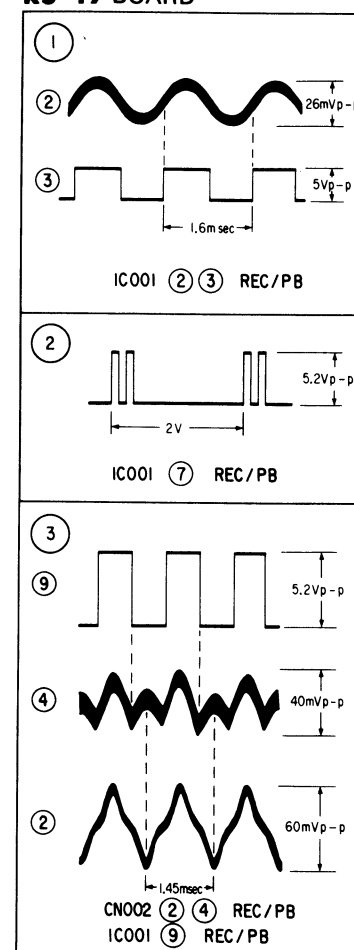 BOARD
1
2
26mVp-p
3
5Vp-p
1.6msec
IC001 2 3 REC/PB
2
5.2Vp-p
2V
IC001 7 REC/PB
3
9
5.2Vp-p
4
40mVp-p
2
60mVp-p
1.45msec
CN002 2 4 REC/PB
IC001 9 REC/PB